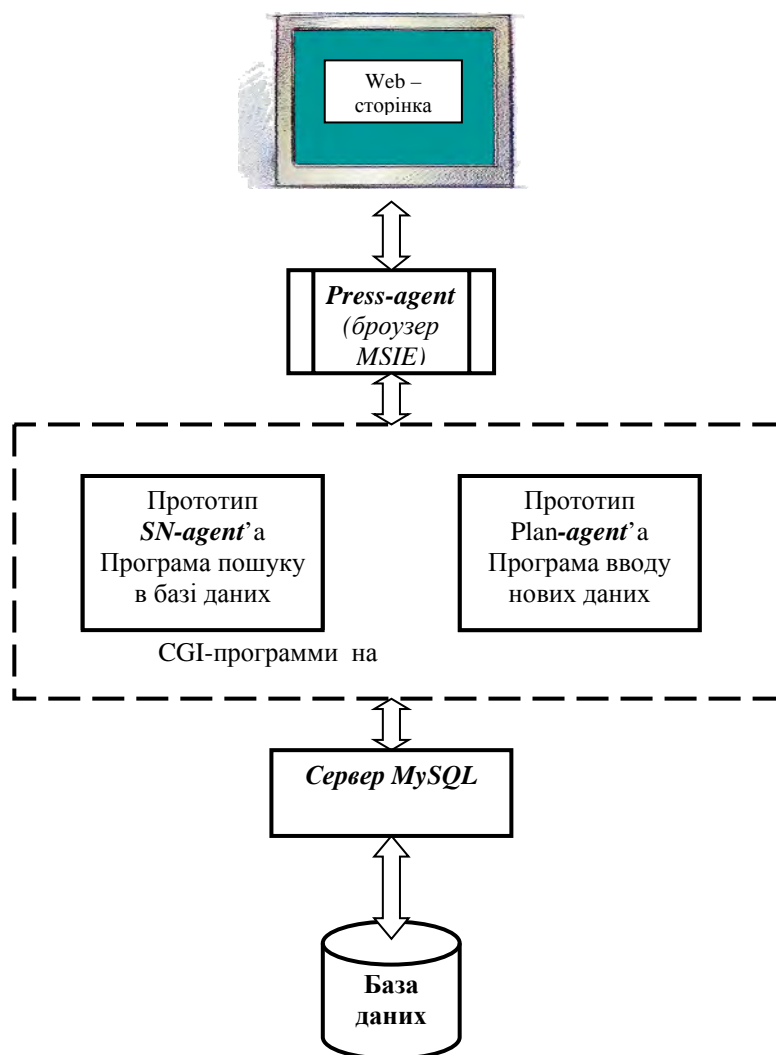 Web –
сторінка
Press-agent
(броузер
MSIE)
Прототип
SN-agent’а
Програма пошуку
в базі даних
Прототип
Plan-agent’а
Програма вводу
нових даних
CGI-программи на
Сервер MySQL
База
даних